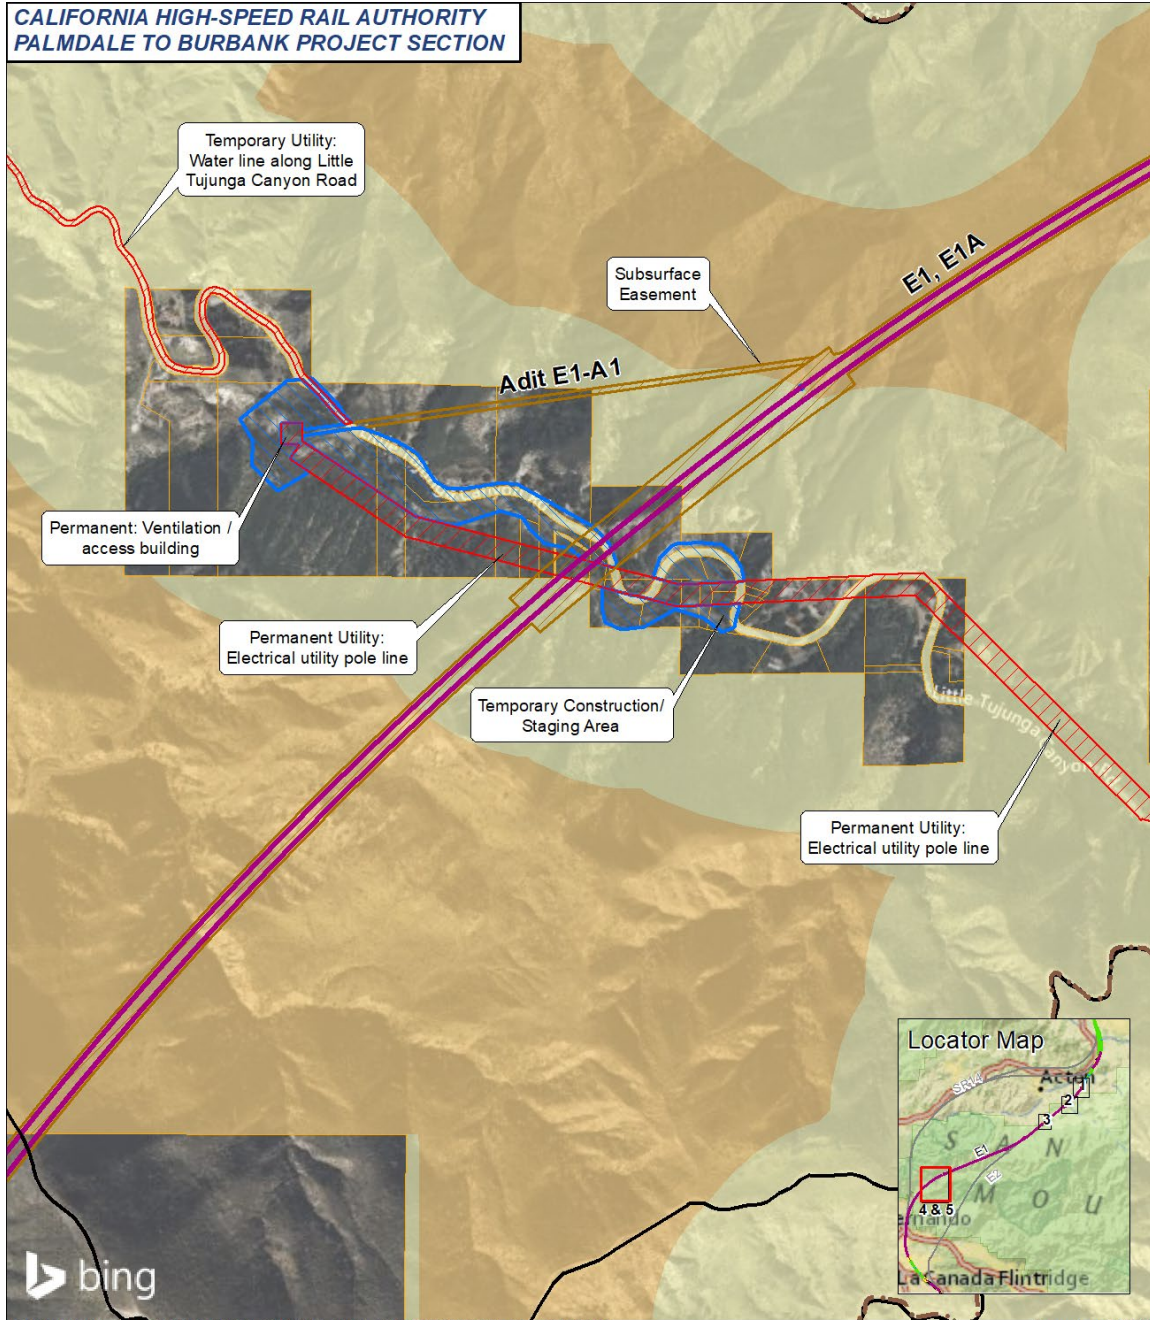 CALIFORNIA HIGH-SPEED RAIL AUTHORITY
PALMDALE TO BURBANK PROJECT SECTION
Temporary Utility:
Water line along Little
Tujunga Canyon Road
E1, E1A
Subsurface
Easement
Adit E1-A1
Permanent: Ventilation /
access building
Permanent Utility:
Electrical utility pole line
Temporary Construction/
Staging Area
Little Tujunga Canyon Rd
Permanent Utility:
Electrical utility pole line
Locator Map
SR14
Acton
1
2
3
S A N
E1
E2
M O U
4 & 5
ernando
La Canada Flintridge
bing